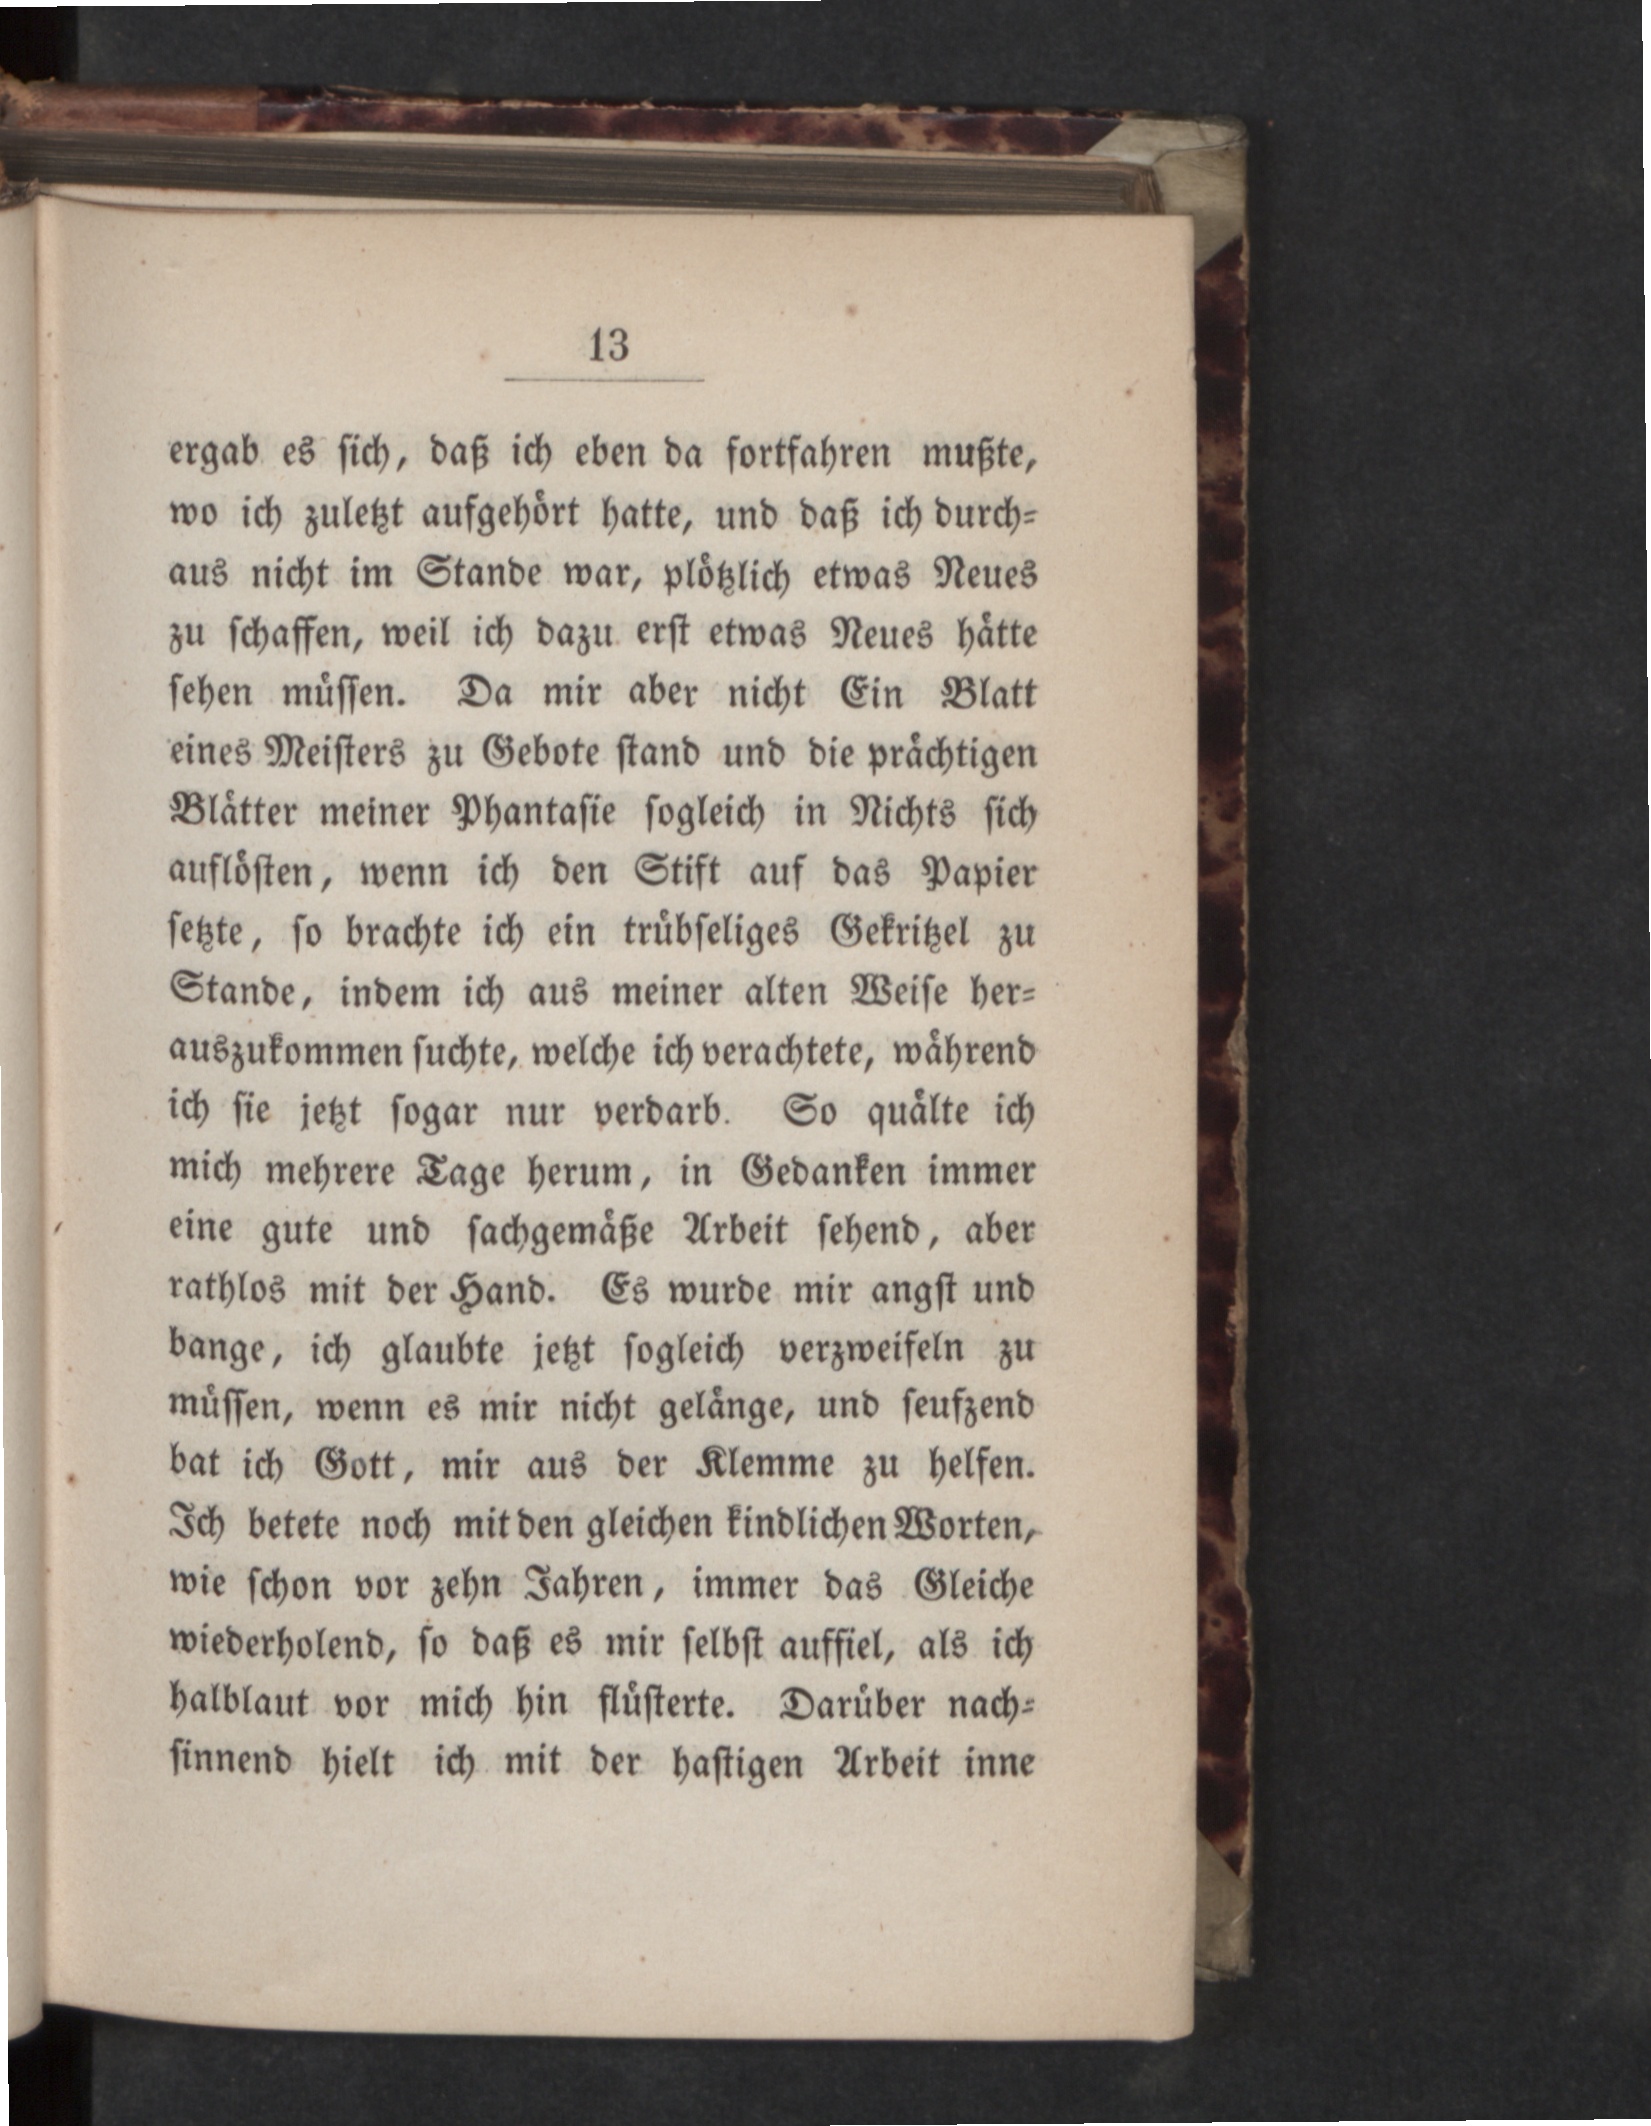 13
ergab es ſich, daß ich eben da fortfahren mußte,
wo ich zuletzt aufgehört hatte, und daß ich durch⸗
aus nicht im Stande war, plötzlich etwas Neues
zu ſchaffen, weil ich dazu erſt etwas Neues hätte
ſehen müſſen. Da mir aber nicht Ein Blatt
eines Meiſters zu Gebote ſtand und die prächtigen
Blätter meiner Phantaſie ſogleich in Nichts ſich
auflöſten, wenn ich den Stift auf das Papier
ſetzte, ſo brachte ich ein trübſeliges Gekritzel zu
Stande, indem ich aus meiner alten Weiſe her⸗
auszukommen ſuchte, welche ich verachtete, während
ich ſie jetzt ſogar nur verdarb. So quälte ich
mich mehrere Tage herum, in Gedanken immer
eine gute und ſachgemäße Arbeit ſehend, aber
rathlos mit der Hand. Es wurde mir angſt und
bange, ich glaubte jetzt ſogleich verzweifeln zu
müſſen, wenn es mir nicht gelänge, und ſeufzend
bat ich Gott, mir aus der Klemme zu helfen.
Ich betete noch mit den gleichen kindlichen Worten,
wie ſchon vor zehn Jahren, immer das Gleiche
wiederholend, ſo daß es mir ſelbſt auffiel, als ich
halblaut vor mich hin flüſterte. Darüber nach⸗
ſinnend hielt ich mit der haſtigen Arbeit inne